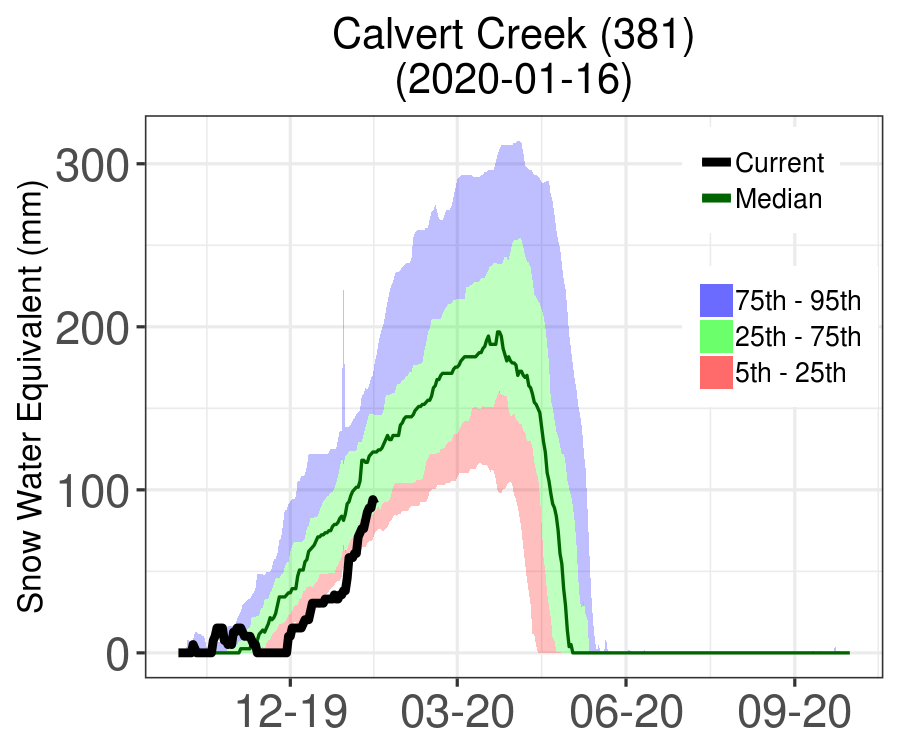 Calvert Creek (381)
(2020-01-16)
Snow Water Equivalent (mm)
300
200
100
0
12-19
03-20
06-20
09-20
Current
Median
75th - 95th
25th - 75th
5th - 25th